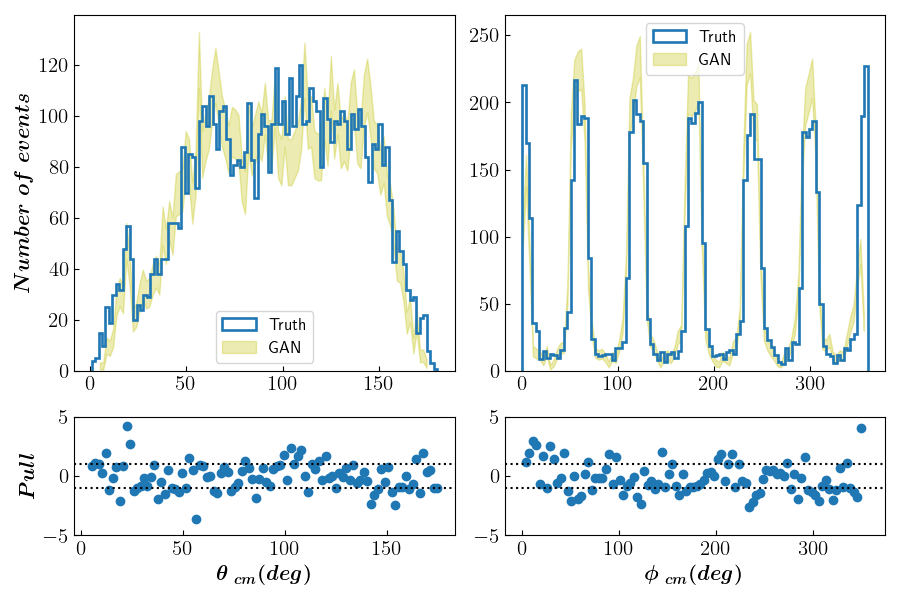 Number of events
120
100
80
60
40
20
0
0 50 100 150
Truth
GAN
250
200
150
100
50
0
0 100 200 300
Truth
GAN
Pull
5
0
−5
0 50 100 150
θ cm(deg)
5
0
−5
0 100 200 300
ϕ cm(deg)